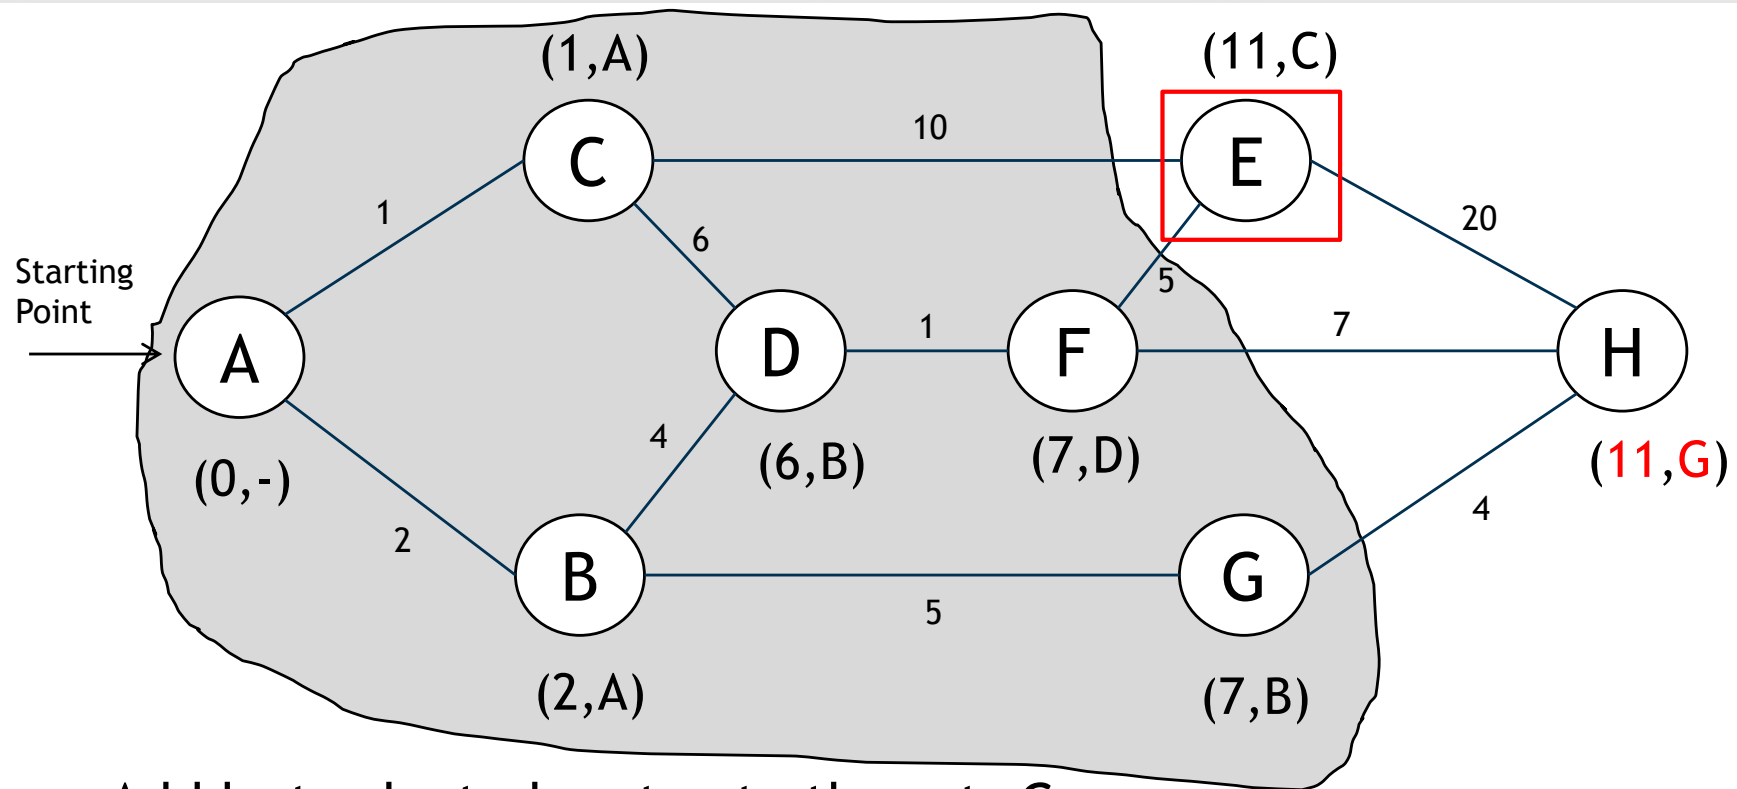 (1,A)
(11,C)
C
10
E
1
6
20
Starting
Point
5
A
D
1
F
7
H
(0,-)
4
(6,B)
(7,D)
(11,G)
2
B
5
G
4
(2,A)
(7,B)